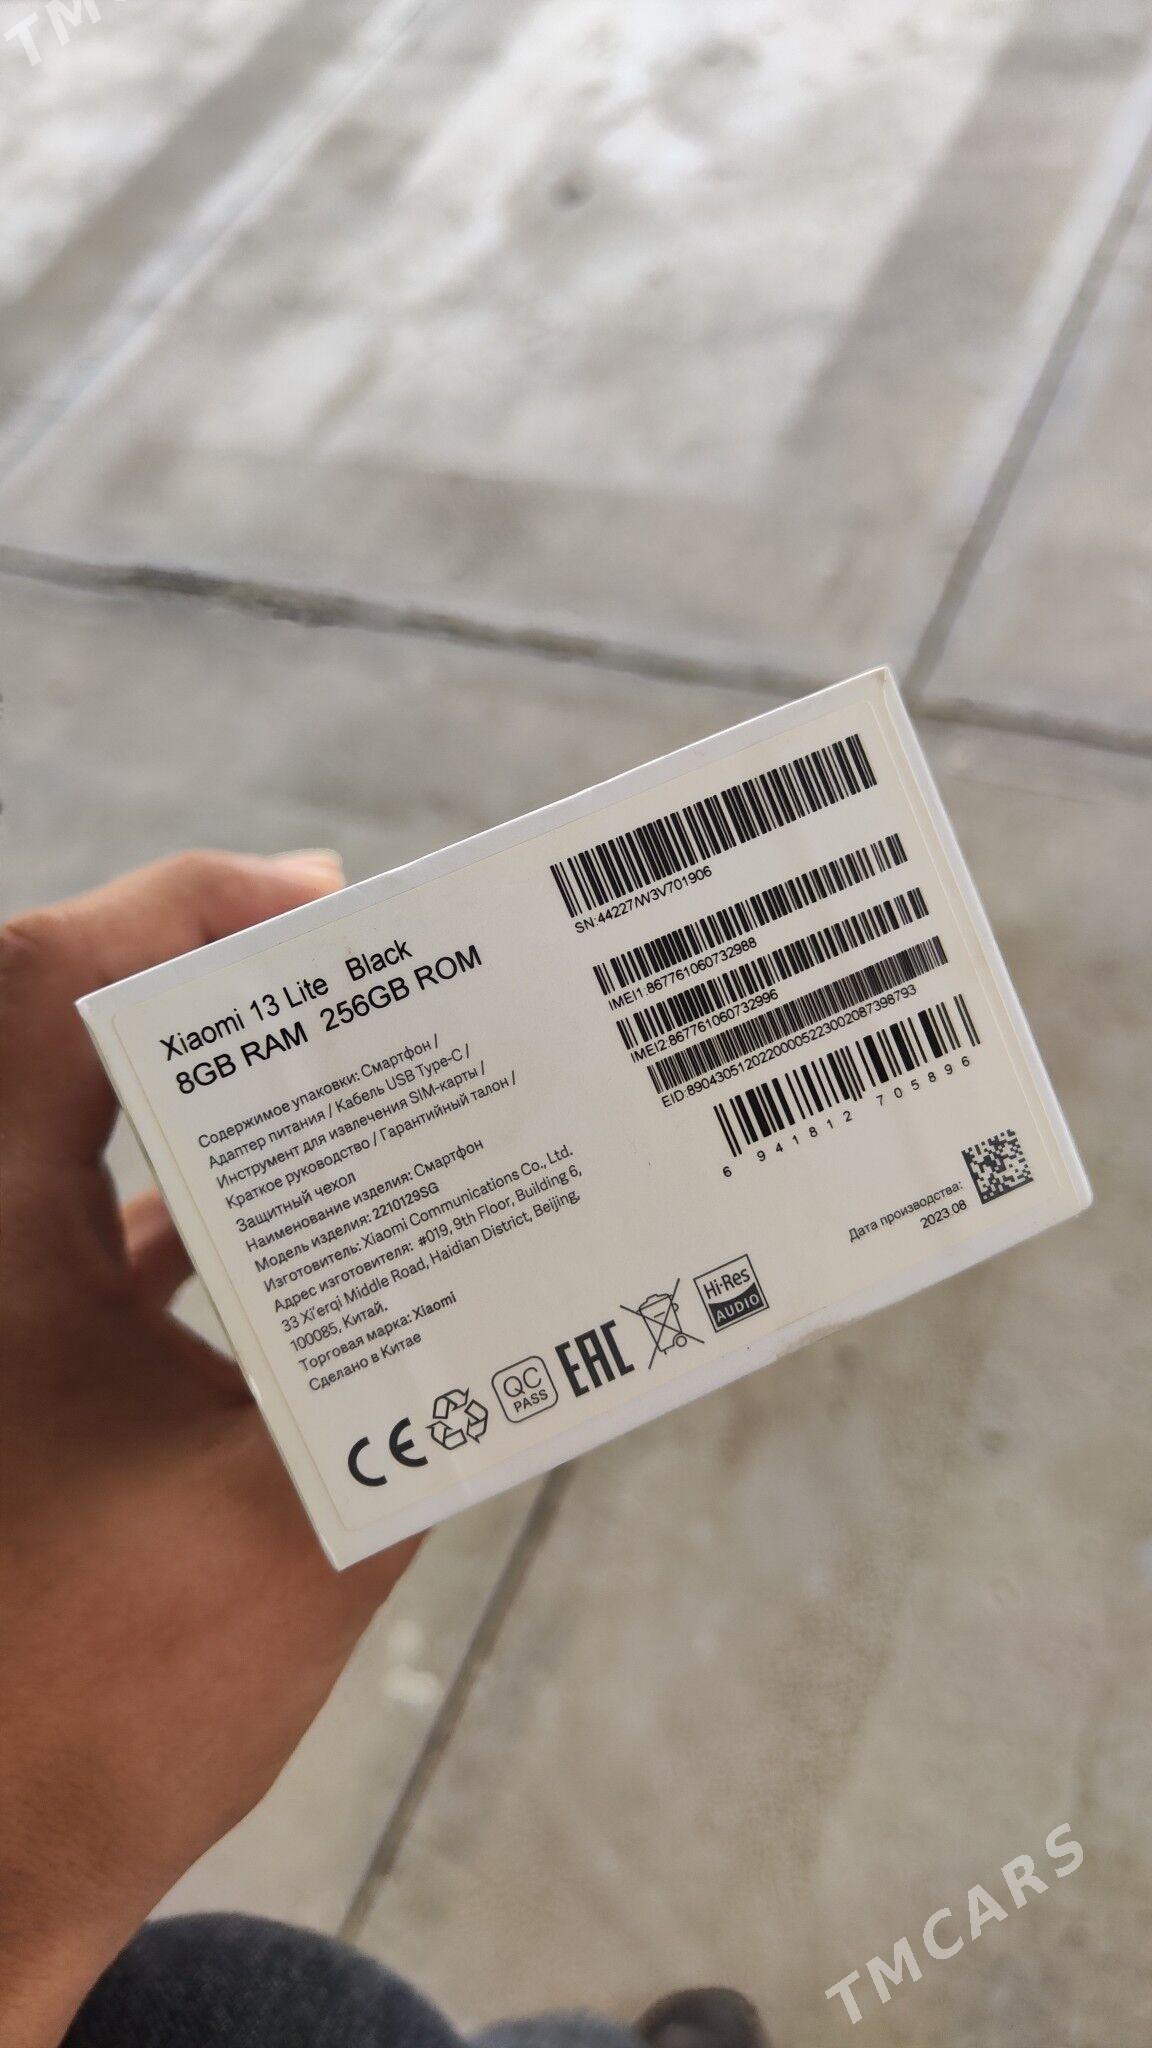 TM
Xiaomi 13 Lite Black
8GB RAM 256GB ROM
Содержимое упаковки: Смартфон /
Адаптер питания / Кабель USB Type-C /
Инструмент для извлечения SIM-карты /
Краткое руководство / Гарантийный талон /
Защитный чехол
Наименование изделия: Смартфон
Модель изделия: 2210129SG
Изготовитель: Xiaomi Communications Co., Ltd.
Адрес изготовителя: #019, 9th Floor, Building 6,
33 Xi'erqi Middle Road, Haidian District, Beijing,
100085, Китай.
Торговая марка: Xiaomi
Сделано в Китае
SN:44227/W3V701906
IMEI1:867761060732988
IMEI2:867761060732996
EID:89043051202200005223002087398793
6 941812 705896
Дата производства:
2023.08
CE
QC
PASS
EAC
Hi-Res
AUDIO
TMCARS